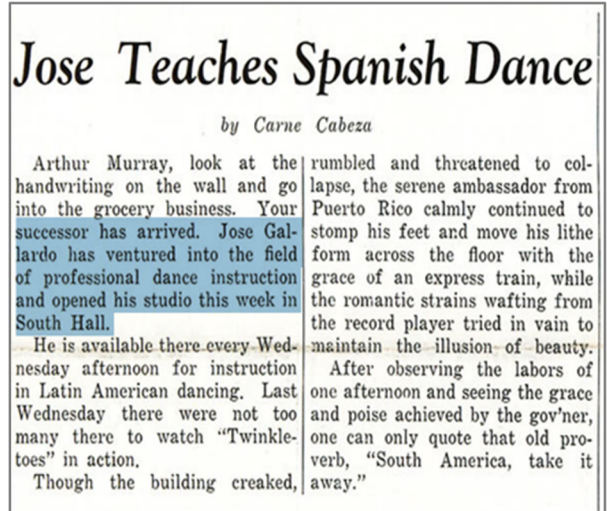 Jose Teaches Spanish Dance
by Carne Cabeza
Arthur Murray, look at the
handwriting on the wall and go
into the grocery business. Your
successor has arrived. Jose Gal-
lardo has ventured into the field
of professional dance instruction
and opened his studio this week in
South Hall.
He is available there every Wed-
nesday afternoon for instruction
in Latin American dancing. Last
Wednesday there were not too
many there to watch "Twinkle-
toes" in action.
Though the building creaked,
rumbled and threatened to col-
lapse, the serene ambassador from
Puerto Rico calmly continued to
stomp his feet and move his lithe
form across the floor with the
grace of an express train, while
the romantic strains wafting from
the record player tried in vain to
maintain the illusion of beauty.
After observing the labors of
one afternoon and seeing the grace
and poise achieved by the gov'ner,
one can only quote that old pro-
verb, "South America, take it
away."